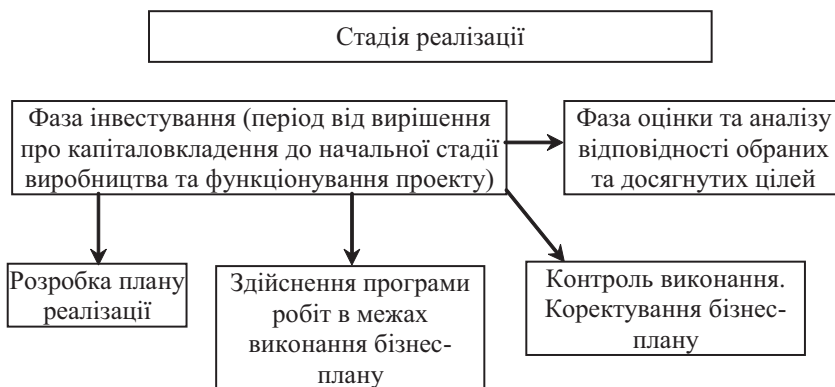 Стадія реалізації
Фаза інвестування (період від вирішення
про капіталовкладення до начальної стадії
виробництва та функціонування проекту)
Фаза оцінки та аналізу
відповідності обраних
та досягнутих цілей
Розробка плану
реалізації
Здійснення програми
робіт в межах
виконання бізнес-
плану
Контроль виконання.
Коректування бізнес-
плану